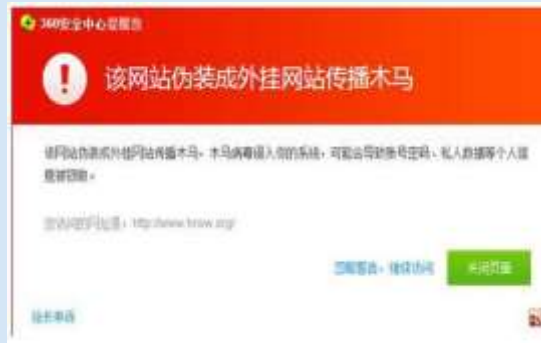 360安全中心提醒您
该网站伪装成外挂网站传播木马
该网站伪装成外挂网站传播木马，木马病毒侵入您的系统，可能会导致账号密码、私人数据等个人信
息被窃取。
您访问的网址是：
忽略警告，继续访问
关闭页面
站长申诉